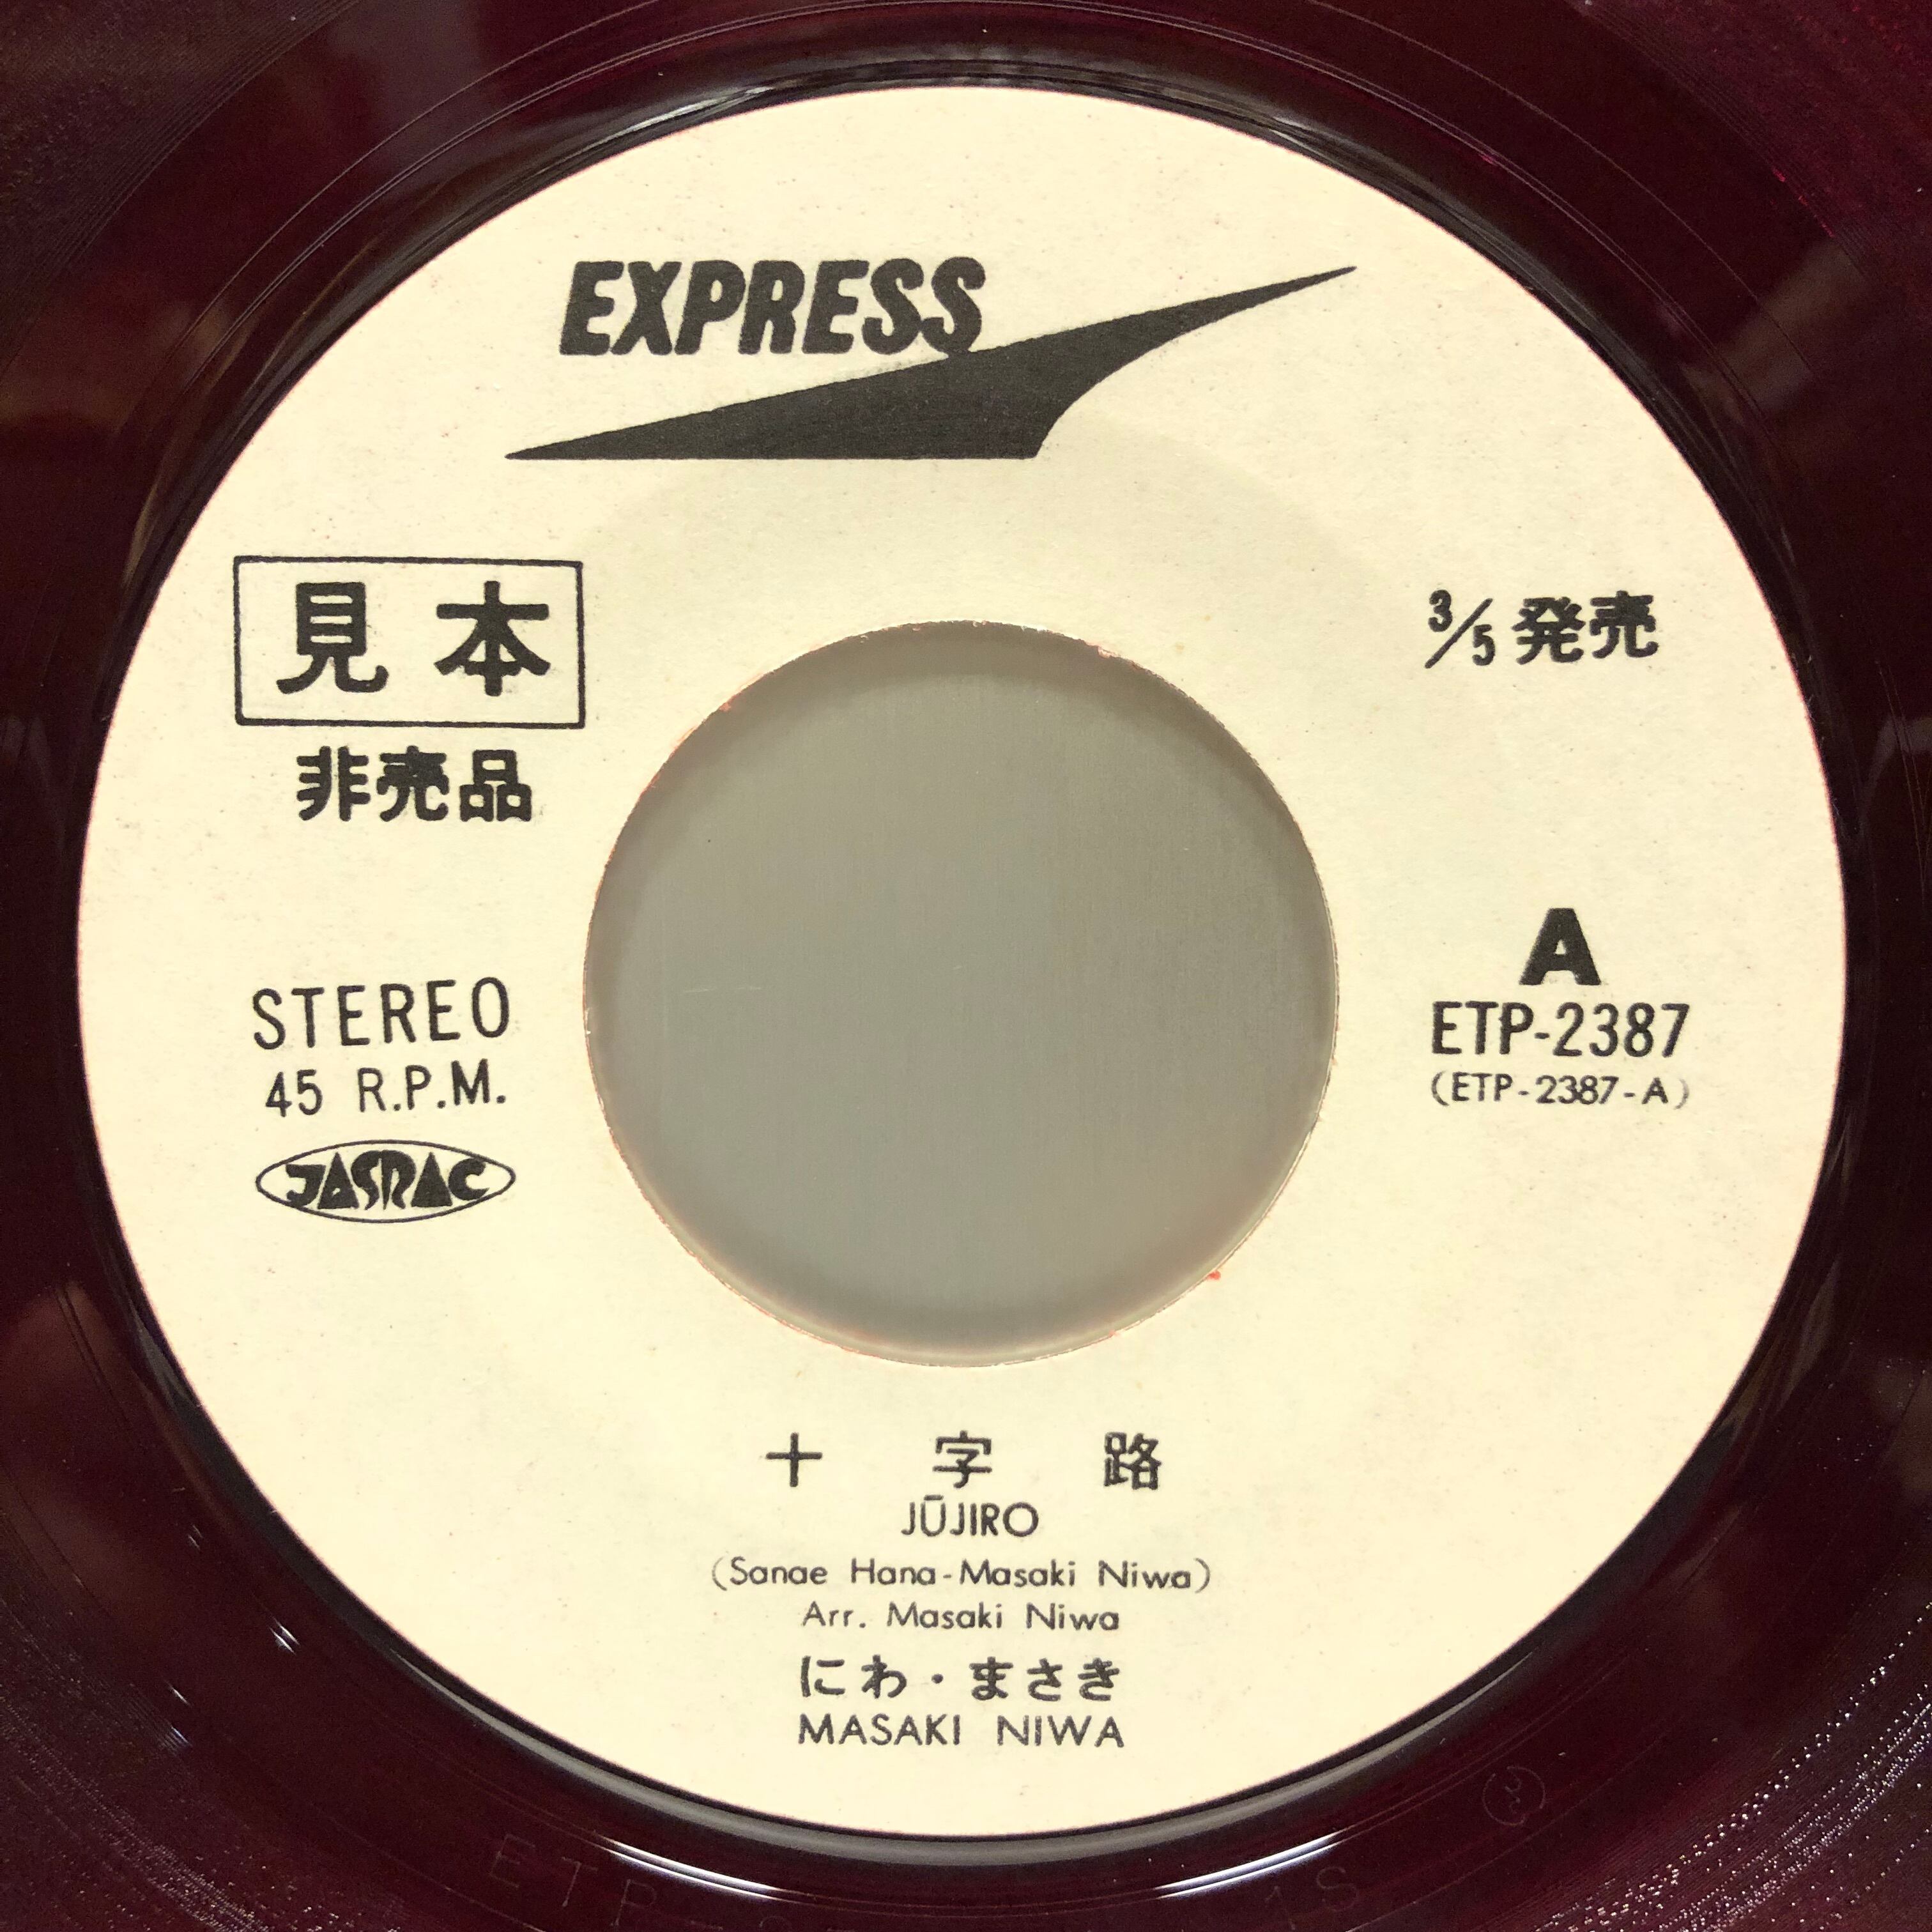 EXPRESS
見本
非売品
3/5 発売
STEREO
45 R.P.M.
JASRAC
A
ETP-2387
(ETP-2387-A)
十字路
JŪJIRO
(Sanae Hana-Masaki Niwa)
Arr. Masaki Niwa
にわ・まさき
MASAKI NIWA